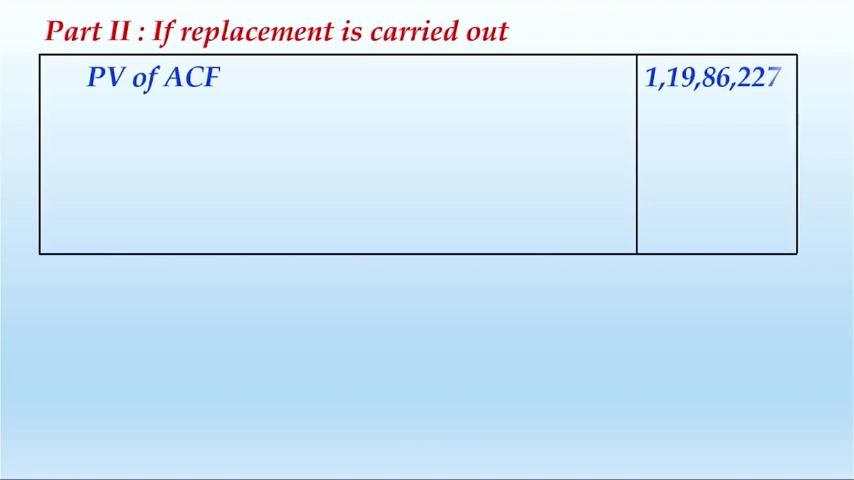 Part II : If replacement is carried out
PV of ACF 1,19,86,227